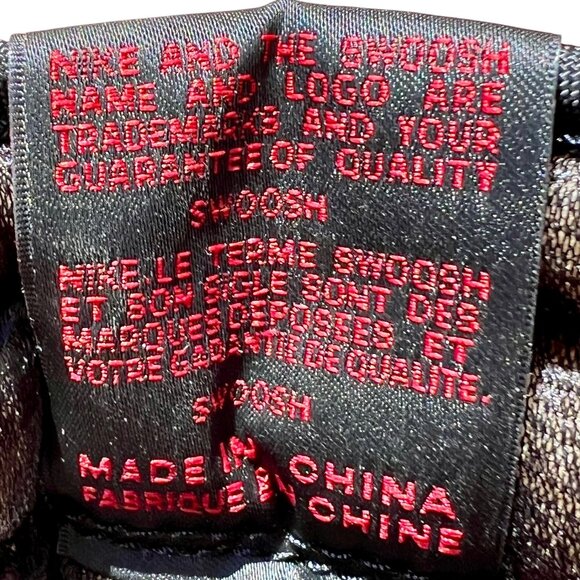 NIKE AND THE SWOOSH
NAME AND LOGO ARE
TRADEMARKS AND YOUR
GUARANTEE OF QUALITY
SWOOSH
NIKE LE TERME SWOOSH
ET SON SIGLE SONT DES
MARQUES DEPOSEES ET
VOTRE GARANTIE DE QUALITE.
SWOOSH
MADE IN CHINA
FABRIQUE EN CHINE